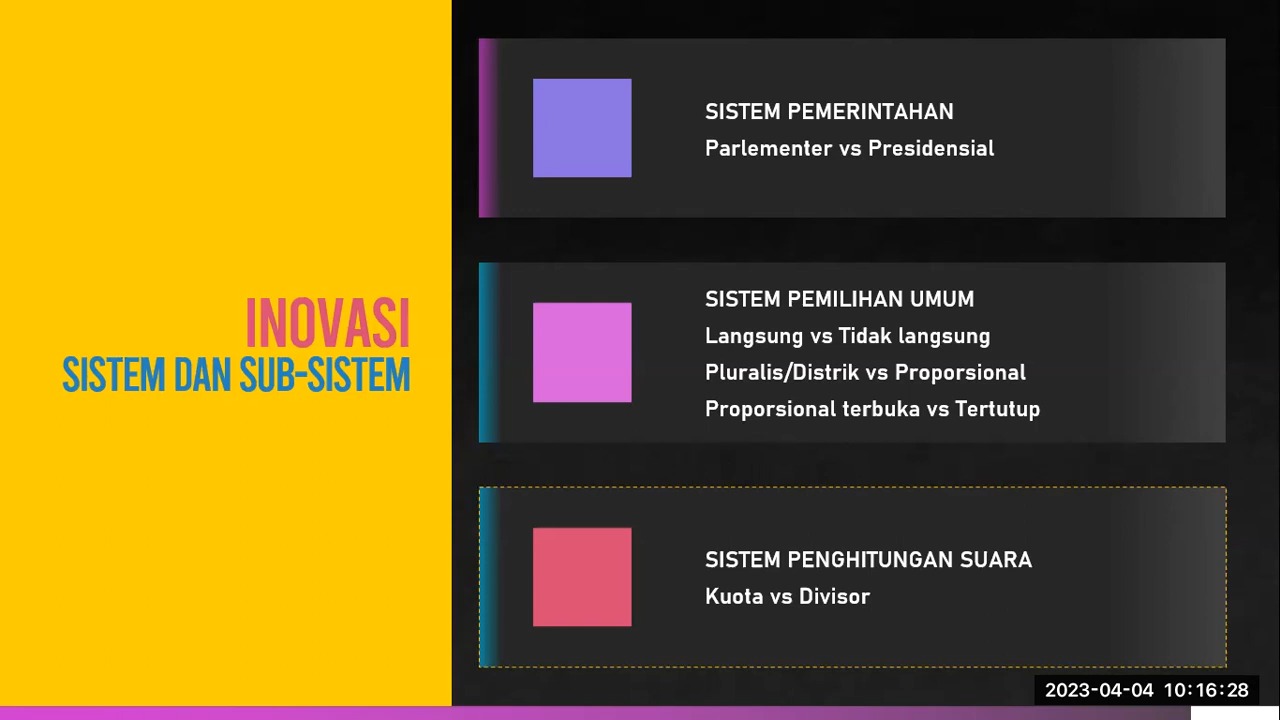 INOVASI
SISTEM DAN SUB-SISTEM
SISTEM PEMERINTAHAN
Parlementer vs Presidensial
SISTEM PEMILIHAN UMUM
Langsung vs Tidak langsung
Pluralis/Distrik vs Proporsional
Proporsional terbuka vs Tertutup
SISTEM PENGHITUNGAN SUARA
Kuota vs Divisor
2023-04-04 10:16:28